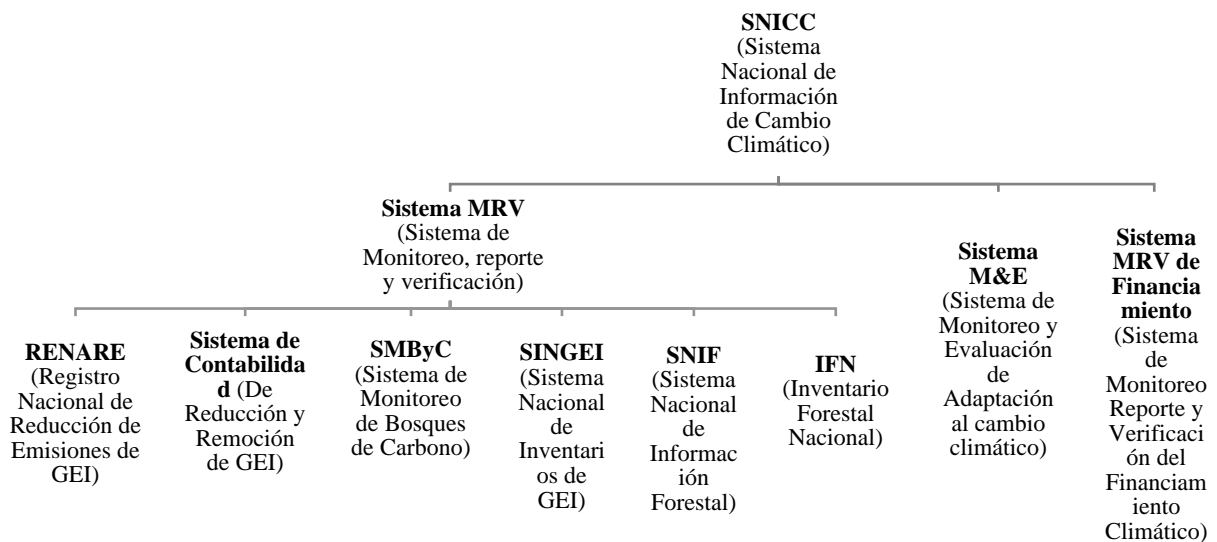 SNICC
(Sistema
Nacional de
Información
de Cambio
Climático)
Sistema MRV
(Sistema de
Monitoreo, reporte
y verificación)
RENARE
(Registro
Nacional de
Reducción de
Emisiones de
GEI)
Sistema de
Contabilida
d (De
Reducción y
Remoción
de GEI)
SMByC
(Sistema de
Monitoreo
de Bosques
de Carbono)
SINGEI
(Sistema
Nacional
de
Inventari
os de
GEI)
SNIF
(Sistema
Nacional
de
Informac
ión
Forestal)
IFN
(Inventario
Forestal
Nacional)
Sistema
M&E
(Sistema de
Monitoreo y
Evaluación
de
Adaptación
al cambio
climático)
Sistema
MRV de
Financia
miento
(Sistema
de
Monitoreo
Reporte y
Verificaci
ón del
Financiam
iento
Climático)